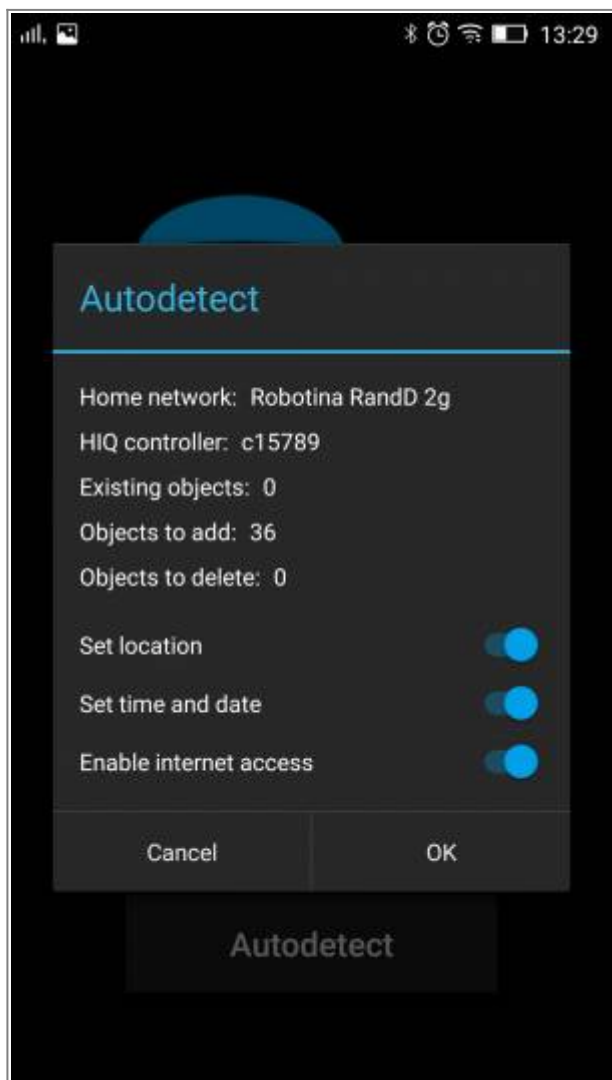 13:29
Autodetect
Home network: Robotina RandD 2g
HIQ controller: c15789
Existing objects: 0
Objects to add: 36
Objects to delete: 0
Set location
Set time and date
Enable internet access
Cancel OK
Autodetect